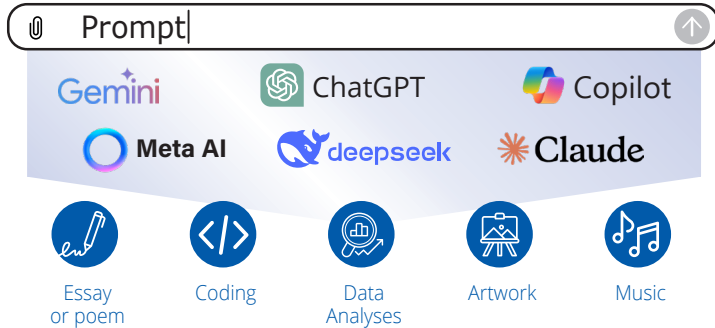 Prompt
Gemini
ChatGPT
Copilot
Meta AI
deepseek
Claude
Essay
or poem
Coding
Data
Analyses
Artwork
Music